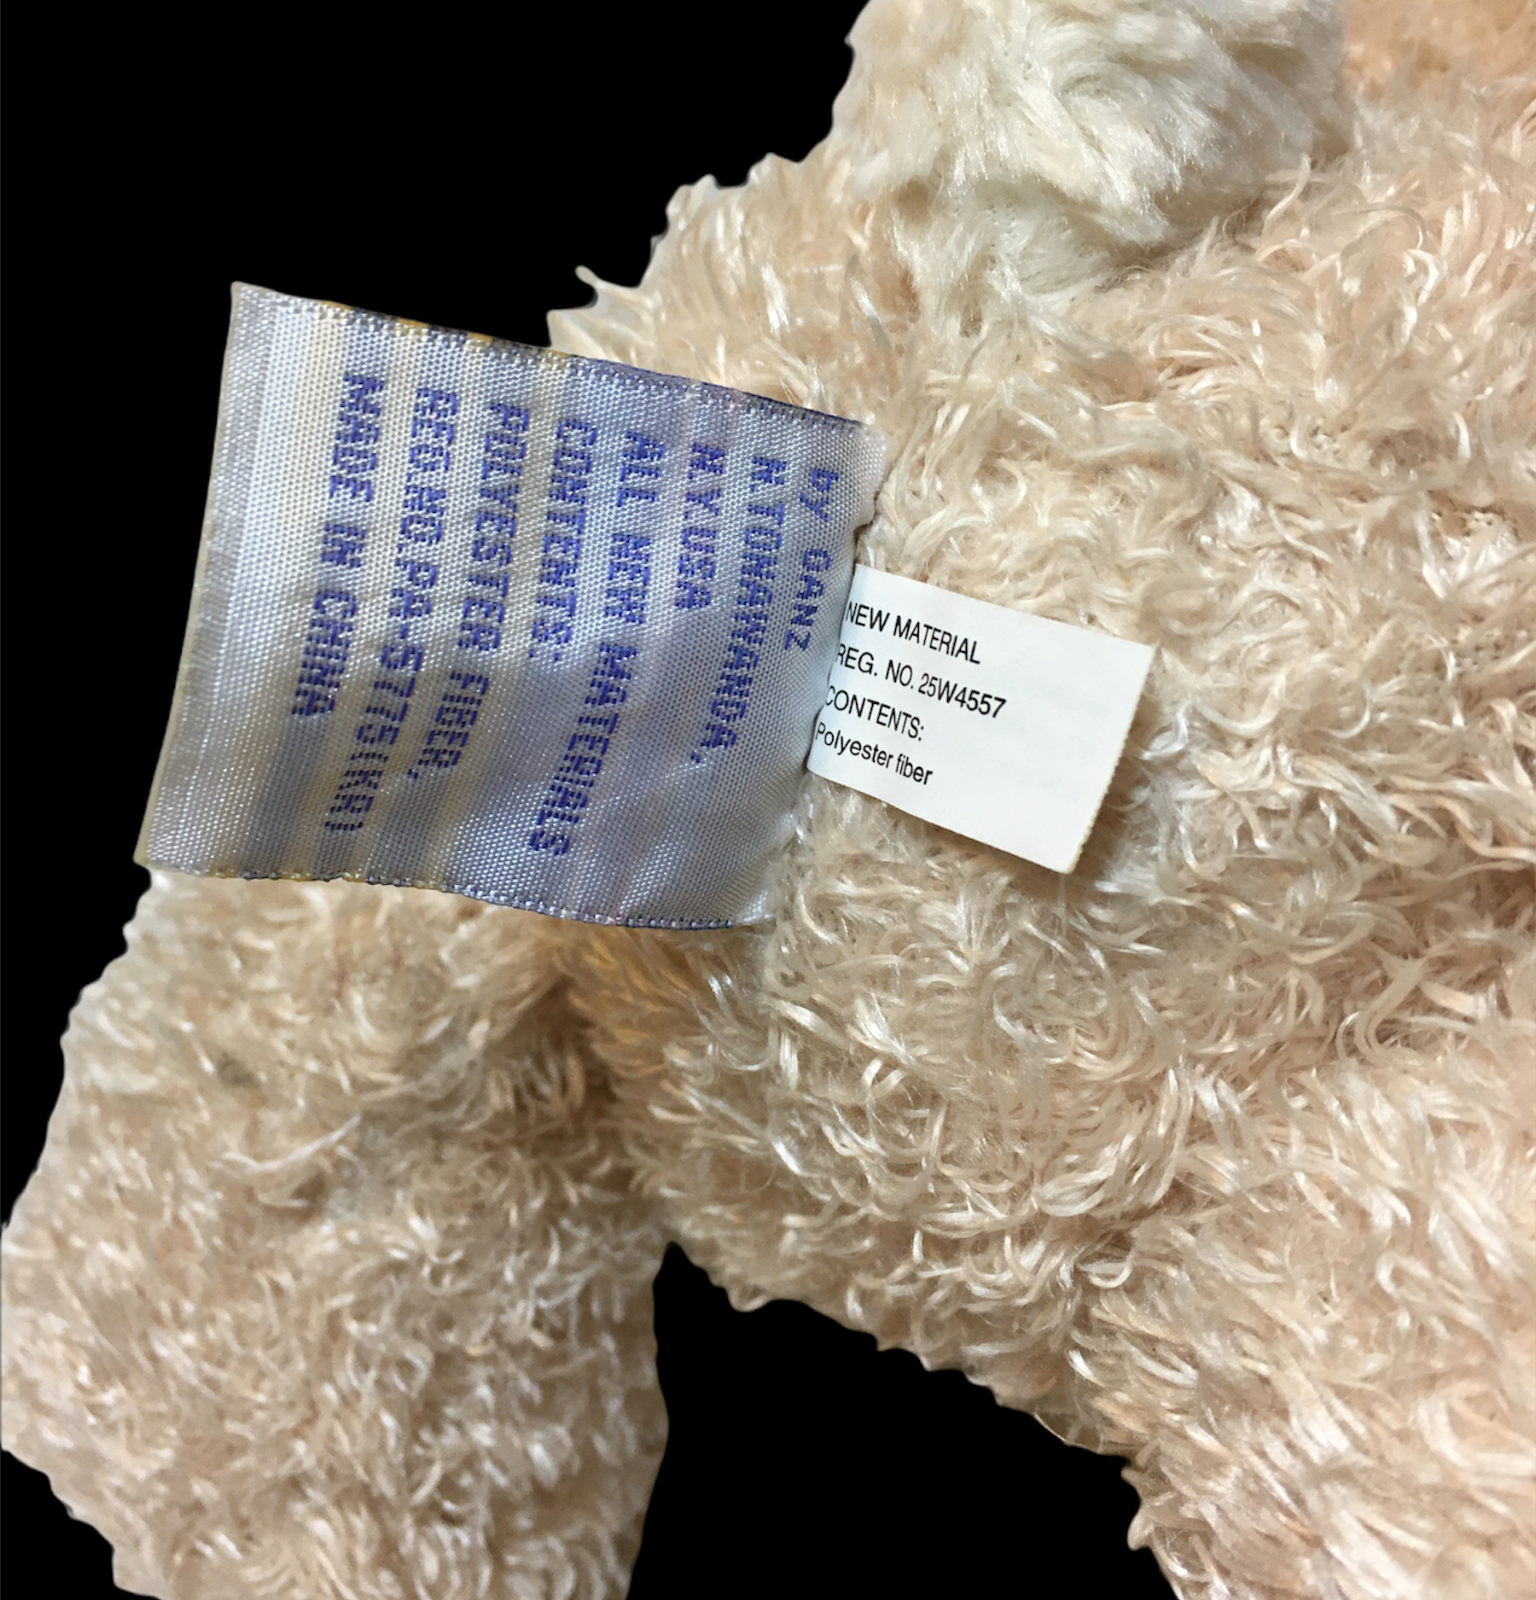 BY GANZ
N.TONAWANDA,
N.Y.USA
ALL NEW MATERIALS
CONTENTS:
POLYESTER FIBER.
REG.NO.PA-5775(KR)
MADE IN CHINA
NEW MATERIAL
REG. NO. 25W4557
CONTENTS:
Polyester fiber